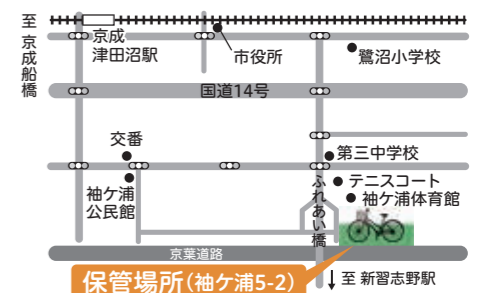 至
京成船橋
京成
津田沼駅
市役所
鷺沼小学校
国道14号
交番
第三中学校
袖ケ浦
公民館
ふれあい橋
テニスコート
袖ケ浦体育館
京葉道路
保管場所(袖ケ浦5-2)
至 新習志野駅